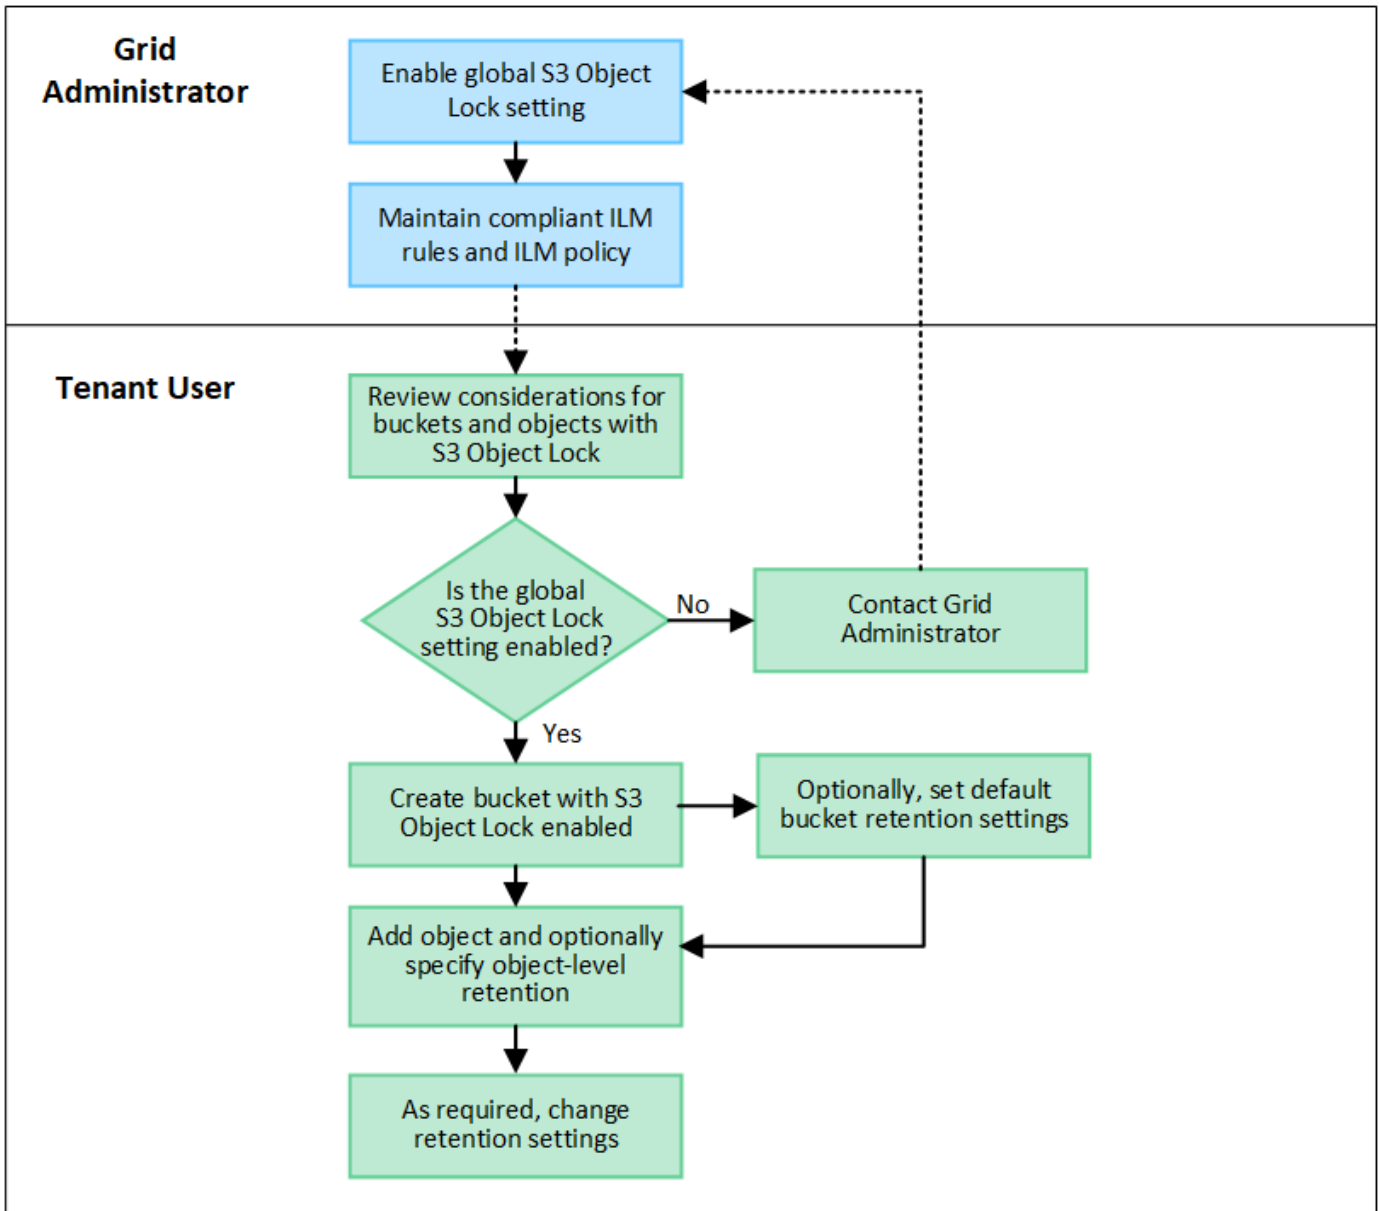 Grid
Administrator
Enable global S3 Object
Lock setting
Maintain compliant ILM
rules and ILM policy
Tenant User
Review considerations for
buckets and objects with
S3 Object Lock
Is the global
S3 Object Lock
setting enabled?
No
Contact Grid
Administrator
Yes
Create bucket with S3
Object Lock enabled
Optionally, set default
bucket retention settings
Add object and optionally
specify object-level
retention
As required, change
retention settings